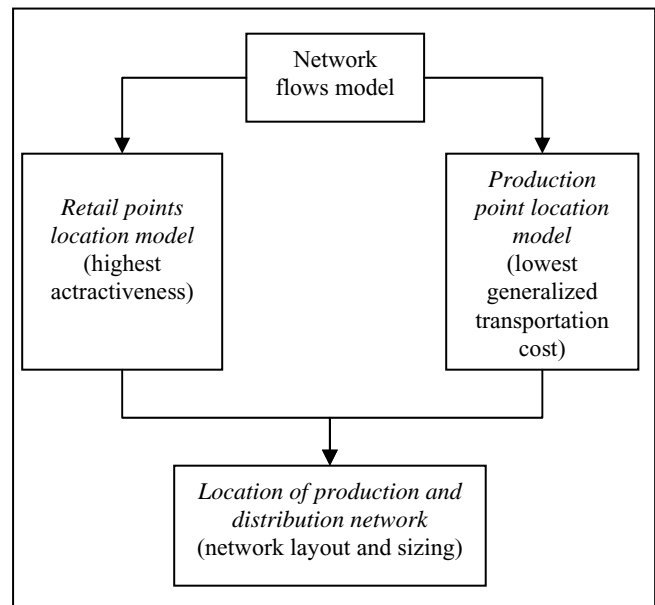 Network
flows model
Retail points
location model
(highest
actractiveness)
Production
point location
model
(lowest
generalized
transportation
cost)
Location of production and
distribution network
(network layout and sizing)